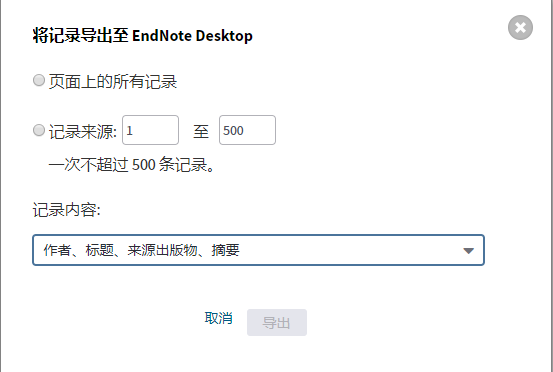 将记录导出至 EndNote Desktop
页面上的所有记录
记录来源: 1 至 500
一次不超过 500 条记录。
记录内容:
作者、标题、来源出版物、摘要
取消 导出